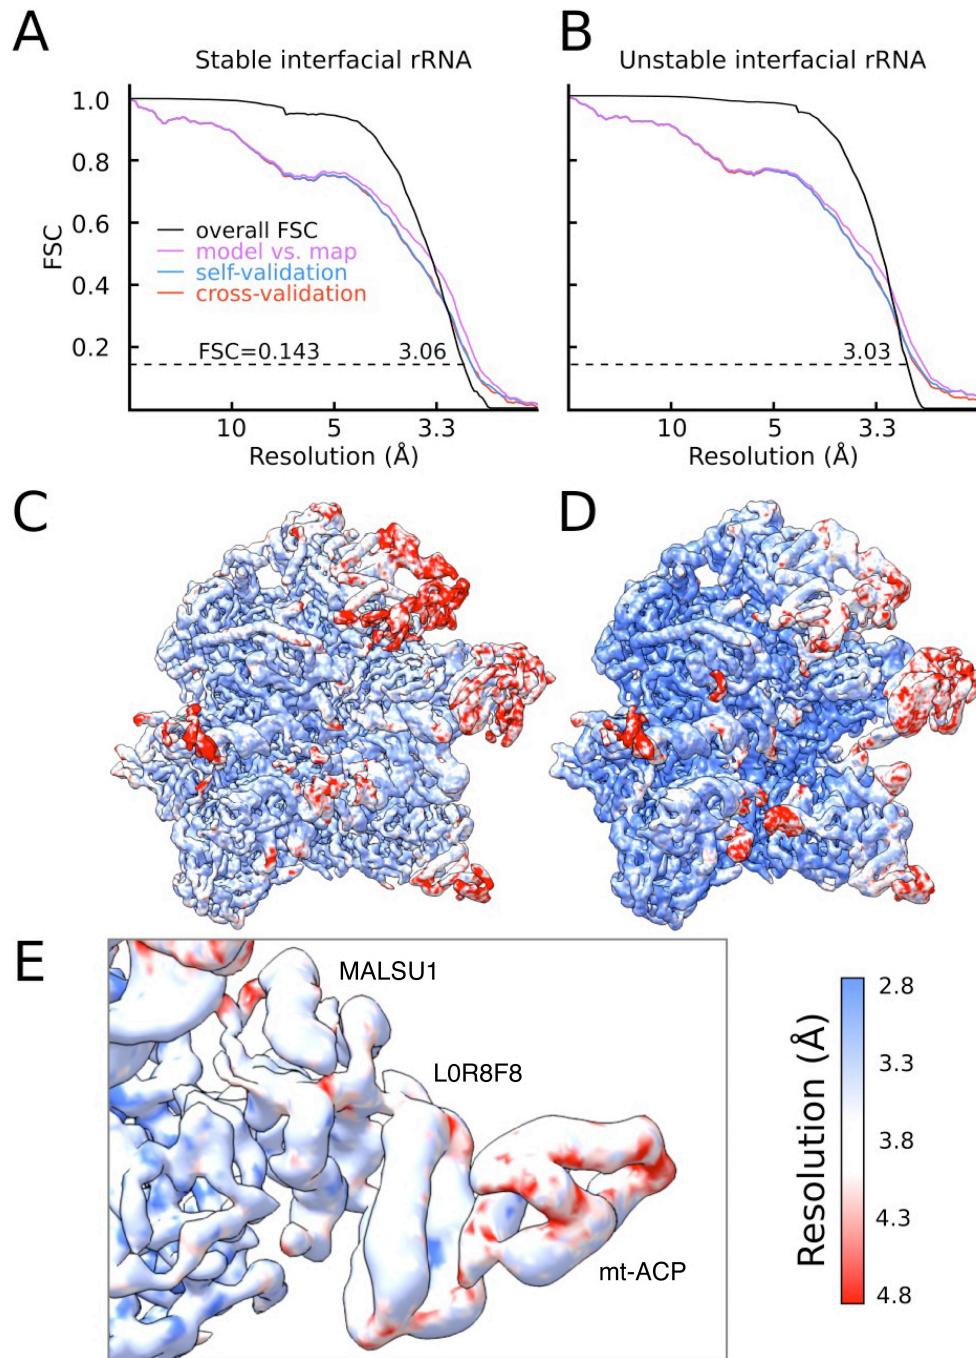 A
B
Stable interfacial rRNA
Unstable interfacial rRNA
1.0
0.8
0.6
0.4
0.2
FSC
overall FSC
model vs. map
self-validation
cross-validation
FSC=0.143
3.06
3.03
10
5
3.3
10
5
3.3
Resolution (Å)
Resolution (Å)
C
D
E
MALSU1
L0R8F8
mt-ACP
Resolution (Å)
2.8
3.3
3.8
4.3
4.8